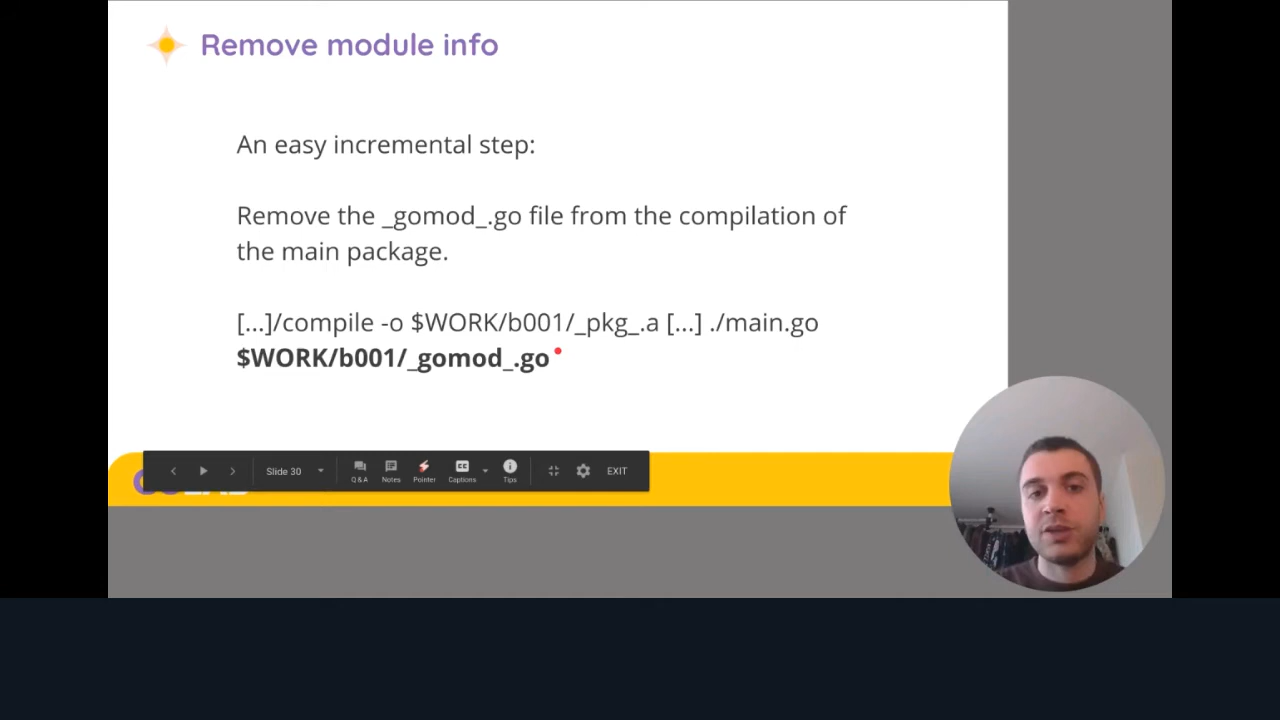 Remove module info
An easy incremental step:
Remove the _gomod_.go file from the compilation of
the main package.
[...]/compile -o $WORK/b001/_pkg_.a [...] ./main.go
$WORK/b001/_gomod_.go
Slide 30
Q & A
Notes
Pointer
CC
Captions
Tips
EXIT